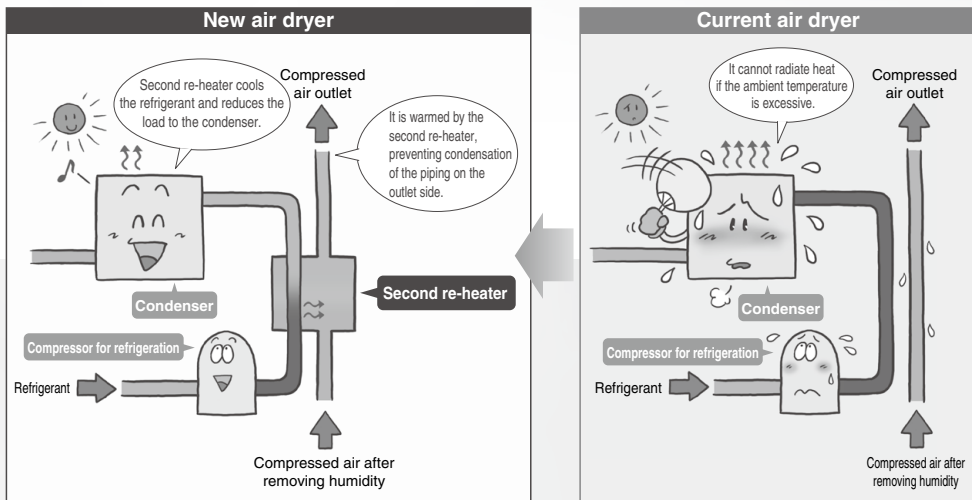 New air dryer
Second re-heater cools
the refrigerant and reduces the
load to the condenser.
Compressed
air outlet
It is warmed by the
second re-heater,
preventing condensation
of the piping on the
outlet side.
Condenser
Second re-heater
Compressor for refrigeration
Refrigerant
Compressed air after
removing humidity
Current air dryer
It cannot radiate heat
if the ambient temperature
is excessive.
Compressed
air outlet
Condenser
Compressor for refrigeration
Refrigerant
Compressed air after
removing humidity